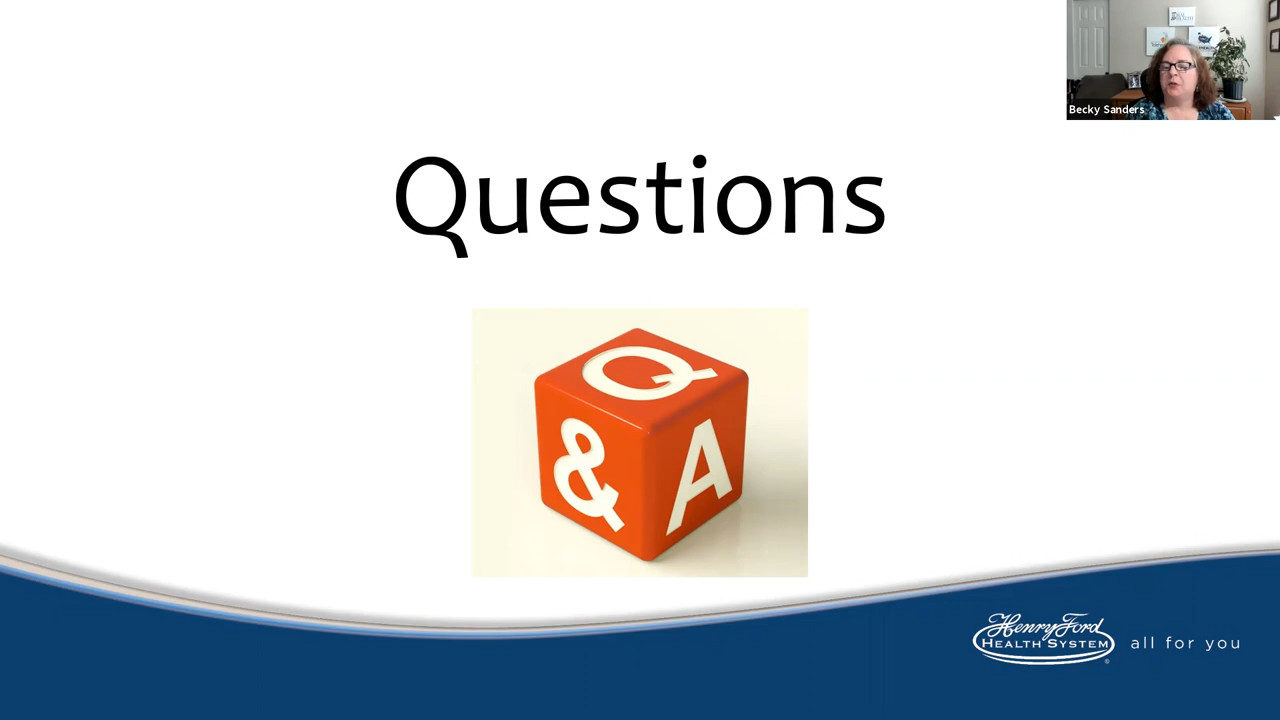 Becky Sanders
Questions
Q
& A
Henry Ford
HEALTH SYSTEM
®
all for you